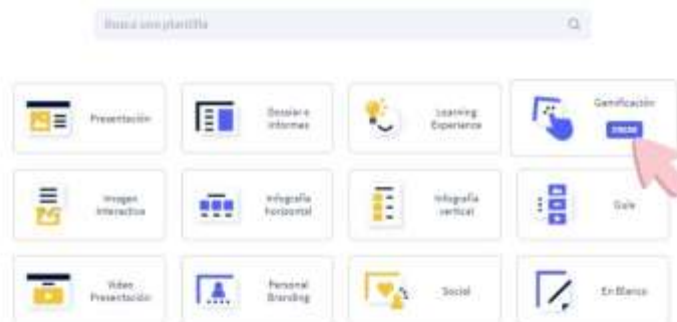 Busca una plantilla
Presentación
Dossier e
informes
Learning
Experience
Gamificación
Imagen
Interactiva
Infografía
horizontal
Infografía
vertical
Guía
Video
Presentación
Personal
Branding
Social
En Blanco